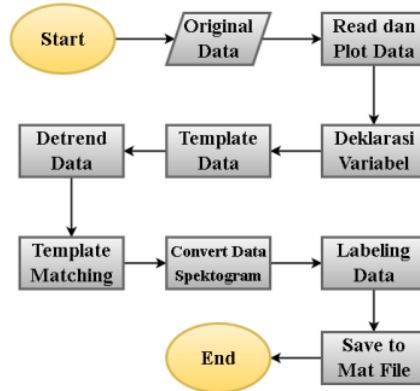 Start
Original
Data
Read dan
Plot Data
Deklarasi
Variabel
Template
Data
Detrend
Data
Template
Matching
Convert Data
Spektogram
Labeling
Data
Save to
Mat File
End